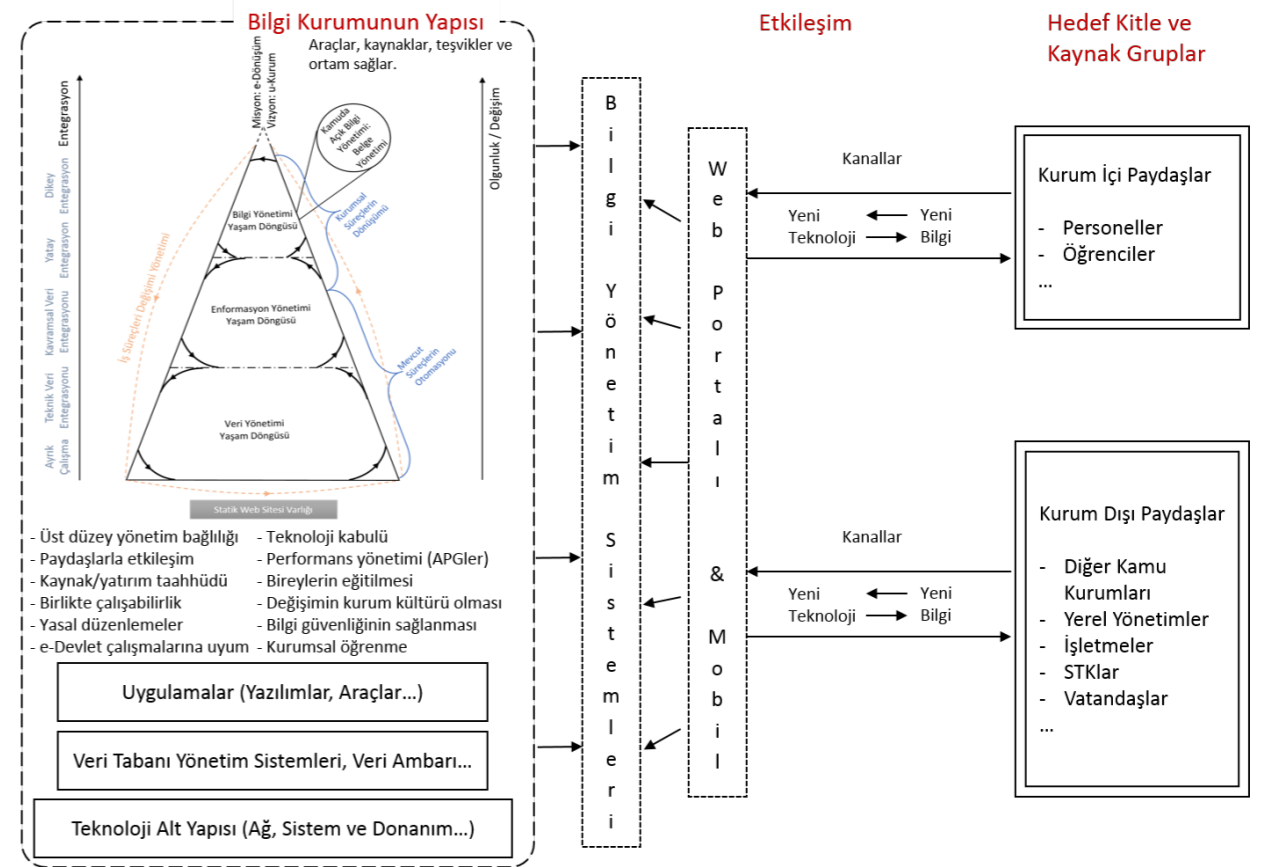 Bilgi Kurumunun Yapısı
Araçlar, kaynaklar, teşvikler ve
ortam sağlar.
Entegrasyon
Dikey
Entegrasyon
Yatay
Entegrasyon
Kavramsal Veri
Entegrasyonu
Teknik Veri
Entegrasyonu
Ayrık
Çalışma
Misyon: e-Dönüşüm
Vizyon: u-Kurum
Olgunluk / Değişim
Kamuda
Açık Bilgi
Yönetimi:
Belge
Yönetimi
İş Süreçleri Değişimi Yönetimi
Kurumsal
Süreçlerin
Dönüşümü
Mevcut
Süreçlerin
Otomasyonu
Bilgi Yönetimi
Yaşam Döngüsü
Enformasyon Yönetimi
Yaşam Döngüsü
Veri Yönetimi
Yaşam Döngüsü
Statik Web Sitesi Varlığı
- Üst düzey yönetim bağlılığı
- Paydaşlarla etkileşim
- Kaynak/yatırım taahhüdü
- Birlikte çalışabilirlik
- Yasal düzenlemeler
- e-Devlet çalışmalarına uyum
- Teknoloji kabulü
- Performans yönetimi (APGler)
- Bireylerin eğitilmesi
- Değişimin kurum kültürü olması
- Bilgi güvenliğinin sağlanması
- Kurumsal öğrenme
Uygulamalar (Yazılımlar, Araçlar...)
Veri Tabanı Yönetim Sistemleri, Veri Ambarı...
Teknoloji Alt Yapısı (Ağ, Sistem ve Donanım...)
Bilgi Yönetim Sistemleri
Etkileşim
Web Portalı & Mobil
Kanallar
Yeni Yeni
Teknoloji Bilgi
Kanallar
Yeni Yeni
Teknoloji Bilgi
Hedef Kitle ve
Kaynak Gruplar
Kurum İçi Paydaşlar
- Personeller
- Öğrenciler
...
Kurum Dışı Paydaşlar
- Diğer Kamu
Kurumları
- Yerel Yönetimler
- İşletmeler
- STKlar
- Vatandaşlar
...